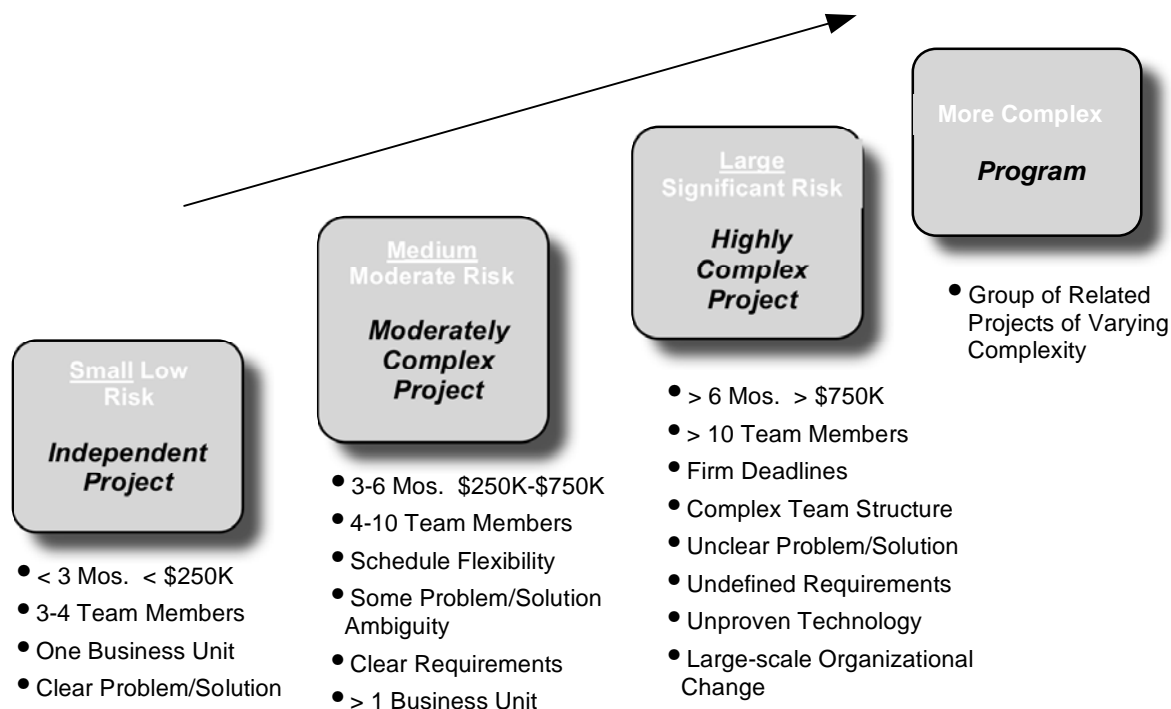 Small Low
Risk
Independent
Project
• < 3 Mos.  < $250K
• 3-4 Team Members
• One Business Unit
• Clear Problem/Solution
Medium
Moderate Risk
Moderately
Complex
Project
• 3-6 Mos.  $250K-$750K
• 4-10 Team Members
• Schedule Flexibility
• Some Problem/Solution
Ambiguity
• Clear Requirements
• > 1 Business Unit
Large
Significant Risk
Highly
Complex
Project
• > 6 Mos.  > $750K
• > 10 Team Members
• Firm Deadlines
• Complex Team Structure
• Unclear Problem/Solution
• Undefined Requirements
• Unproven Technology
• Large-scale Organizational
Change
More Complex
Program
• Group of Related
Projects of Varying
Complexity